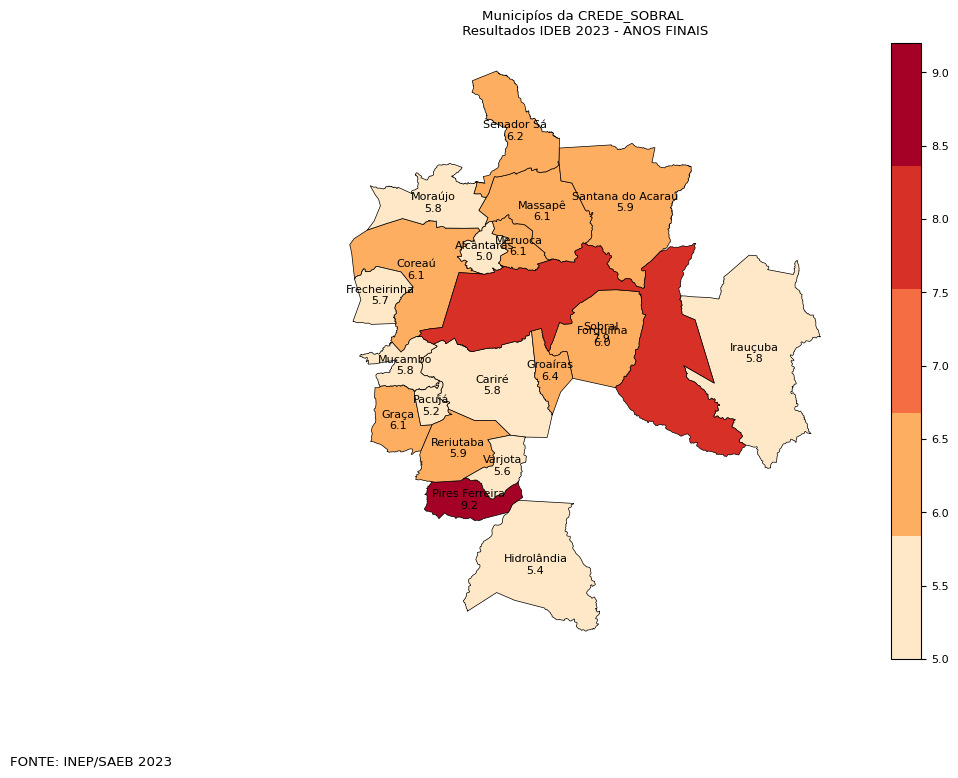 Municipíos da CREDE_SOBRAL
Resultados IDEB 2023 - ANOS FINAIS
Senador Sá
6.2
Moraújo
5.8
Massapê
6.1
Santana do Acaraú
5.9
Alcântaras
5.0
Meruoca
6.1
Coreaú
6.1
Frecheirinha
5.7
Sobral
7.9
Forquilha
6.0
Irauçuba
5.8
Mucambo
5.8
Groaíras
6.4
Cariré
5.8
Pacujá
5.2
Graça
6.1
Reriutaba
5.9
Varjota
5.6
Pires Ferreira
9.2
Hidrolândia
5.4
9.0
8.5
8.0
7.5
7.0
6.5
6.0
5.5
5.0
FONTE: INEP/SAEB 2023